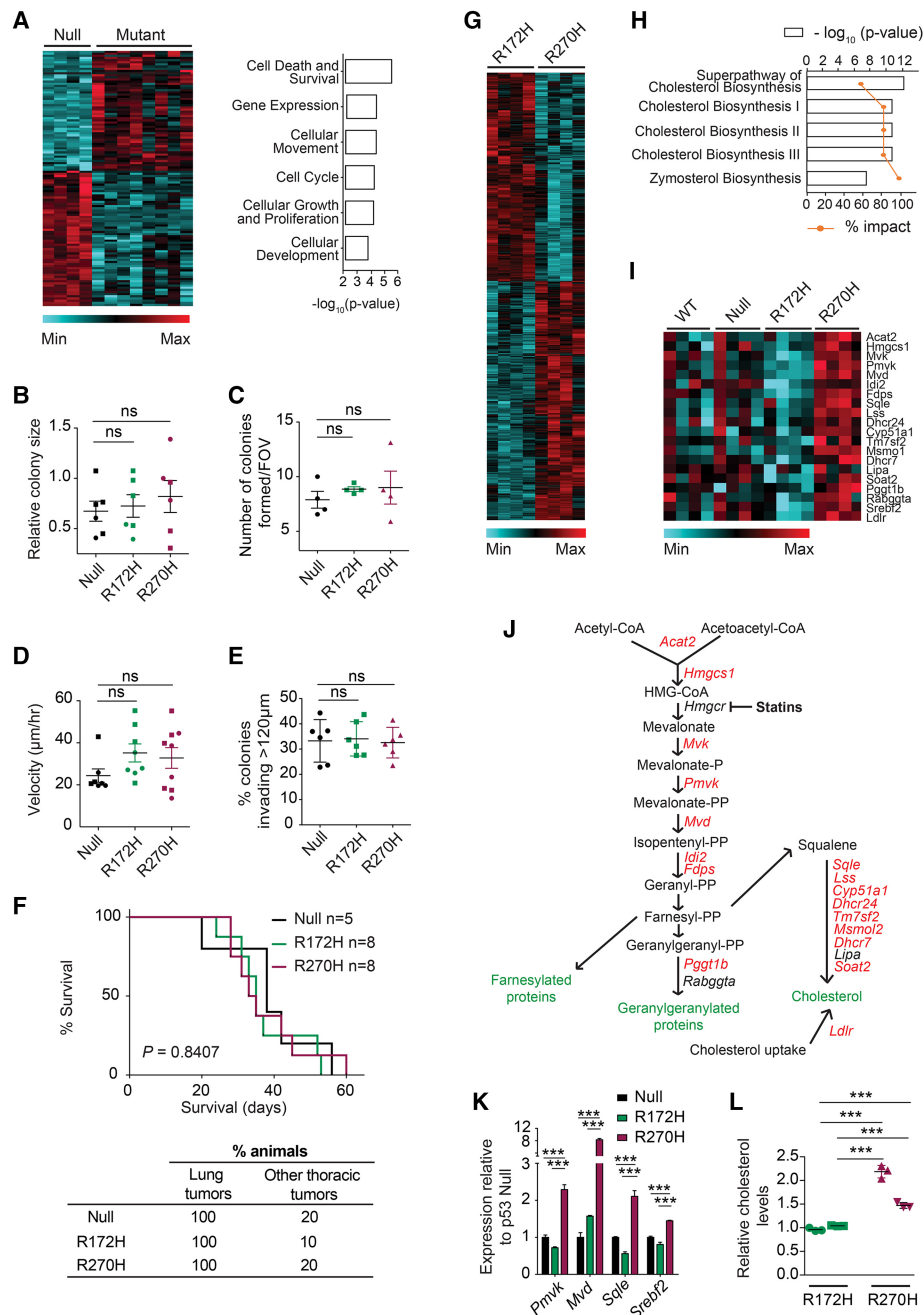 A
Null
Mutant
Min
Max
Cell Death and
Survival
Gene Expression
Cellular
Movement
Cell Cycle
Cellular Growth
and Proliferation
Cellular
Development
2 3 4 5 6
-log10(p-value)
B
ns
ns
Relative colony size
1.5
1.0
0.5
Null
R172H
R270H
C
ns
ns
Number of colonies
formed/FOV
15
10
5
Null
R172H
R270H
D
ns
ns
Velocity (µm/hr)
60
40
20
0
Null
R172H
R270H
E
ns
ns
% colonies
invading >120µm
50
40
30
20
10
0
Null
R172H
R270H
F
Null n=5
R172H n=8
R270H n=8
% Survival
100
50
P = 0.8407
0 20 40 60
Survival (days)
% animals
Lung
tumors
Other thoracic
tumors
Null 100 20
R172H 100 10
R270H 100 20
G
R172H
R270H
Min
Max
H
- log10 (p-value)
0 2 4 6 8 10 12
Superpathway of
Cholesterol Biosynthesis
Cholesterol Biosynthesis I
Cholesterol Biosynthesis II
Cholesterol Biosynthesis III
Zymosterol Biosynthesis
0 20 40 60 80 100
% impact
I
WT
Null
R172H
R270H
Acat2
Hmgcs1
Mvk
Pmvk
Mvd
Idi2
Fdps
Sqle
Lss
Dhcr24
Cyp51a1
Tm7sf2
Msmo1
Dhcr7
Lipa
Soat2
Pggt1b
Rabggta
Srebf2
Ldlr
Min
Max
J
Acetyl-CoA
Acetoacetyl-CoA
Acat2
Hmgcs1
HMG-CoA
Hmgcr
Statins
Mevalonate
Mvk
Mevalonate-P
Pmvk
Mevalonate-PP
Mvd
Isopentenyl-PP
Idi2
Fdps
Geranyl-PP
Farnesyl-PP
Geranylgeranyl-PP
Pggt1b
Rabggta
Farnesylated
proteins
Geranylgeranylated
proteins
Squalene
Sqle
Lss
Cyp51a1
Dhcr24
Tm7sf2
Msmol2
Dhcr7
Lipa
Soat2
Cholesterol
Ldlr
Cholesterol uptake
K
Null
R172H
R270H
Expression relative
to p53 Null
12
8
3
2
1
0
***
***
***
***
***
***
***
***
Pmvk
Mvd
Sqle
Srebf2
L
***
***
***
***
Relative cholesterol
levels
2.5
2.0
1.5
1.0
0
R172H
R270H